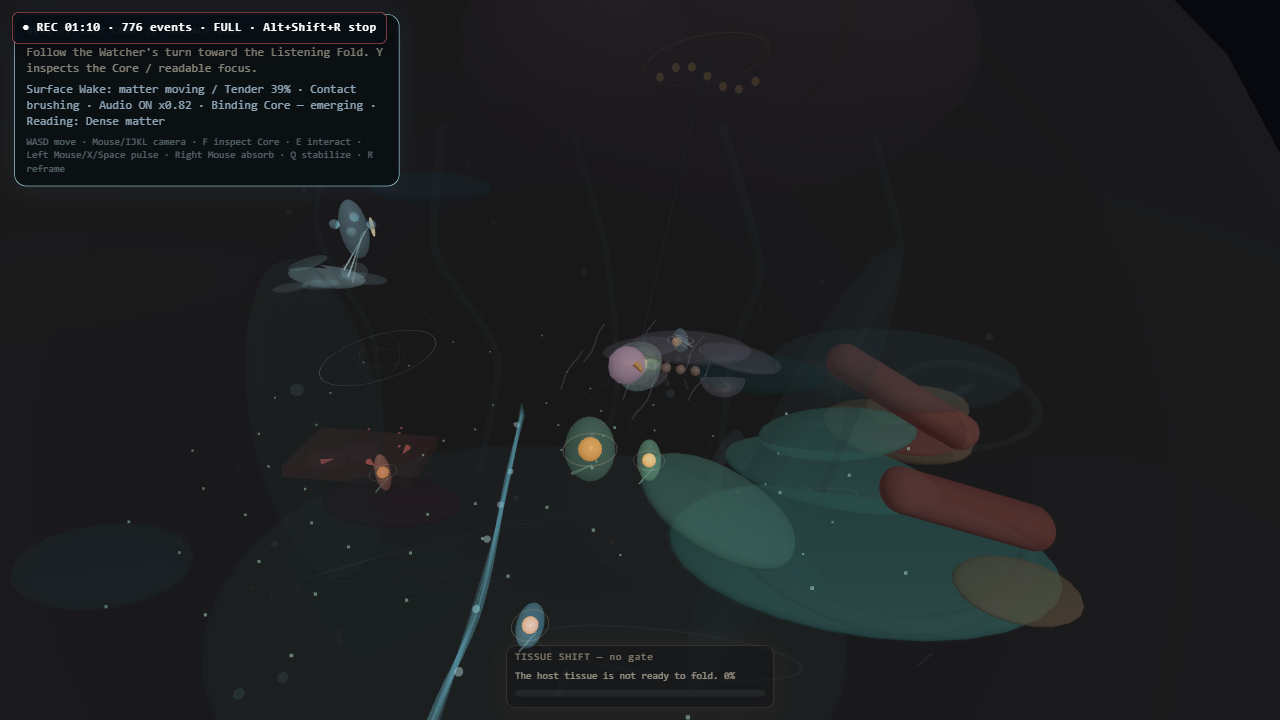 ● REC 01:10 · 776 events · FULL · Alt+Shift+R stop
Follow the Watcher's turn toward the Listening Fold. Y
inspects the Core / readable focus.
Surface Wake: matter moving / Tender 39% · Contact
brushing · Audio ON x0.82 · Binding Core — emerging ·
Reading: Dense matter
WASD move · Mouse/IJKL camera · F inspect Core · E interact ·
Left Mouse/X/Space pulse · Right Mouse absorb · Q stabilize · R
reframe
TISSUE SHIFT — no gate
The host tissue is not ready to fold. 0%